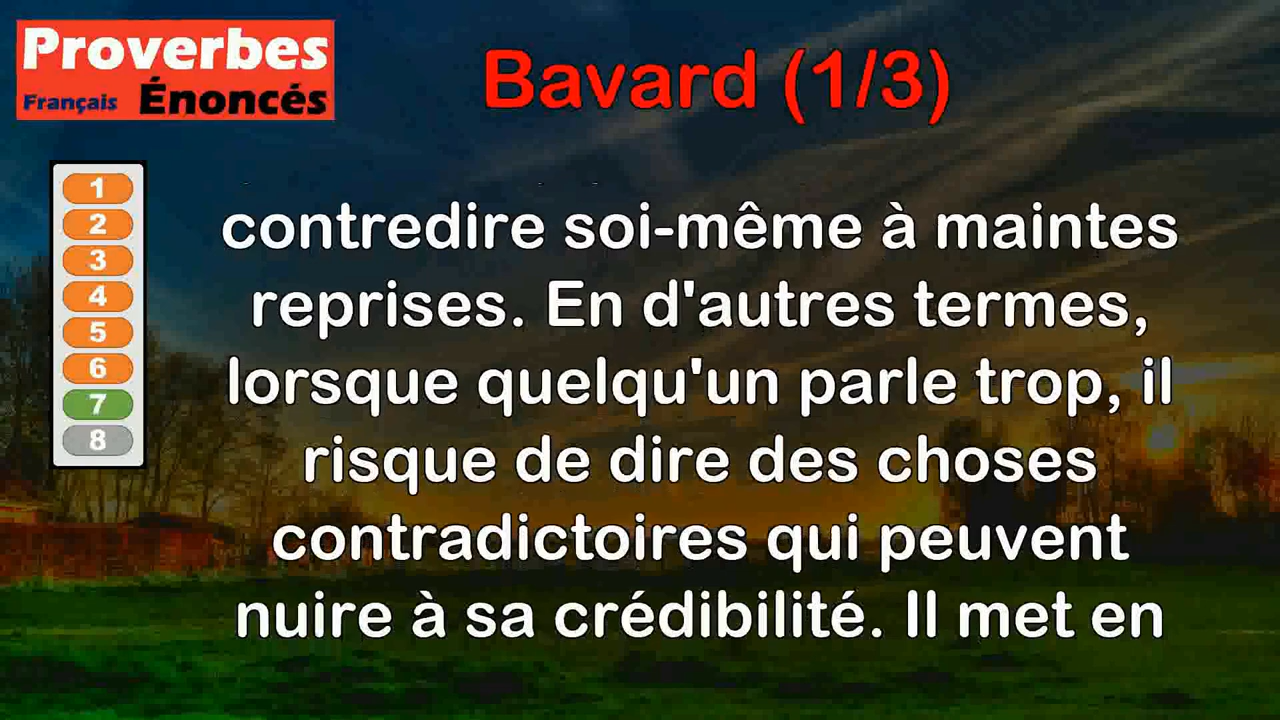 Proverbes
Français Énoncés
Bavard (1/3)
1
2
3
4
5
6
7
8
contredire soi-même à maintes
reprises. En d'autres termes,
lorsque quelqu'un parle trop, il
risque de dire des choses
contradictoires qui peuvent
nuire à sa crédibilité. Il met en